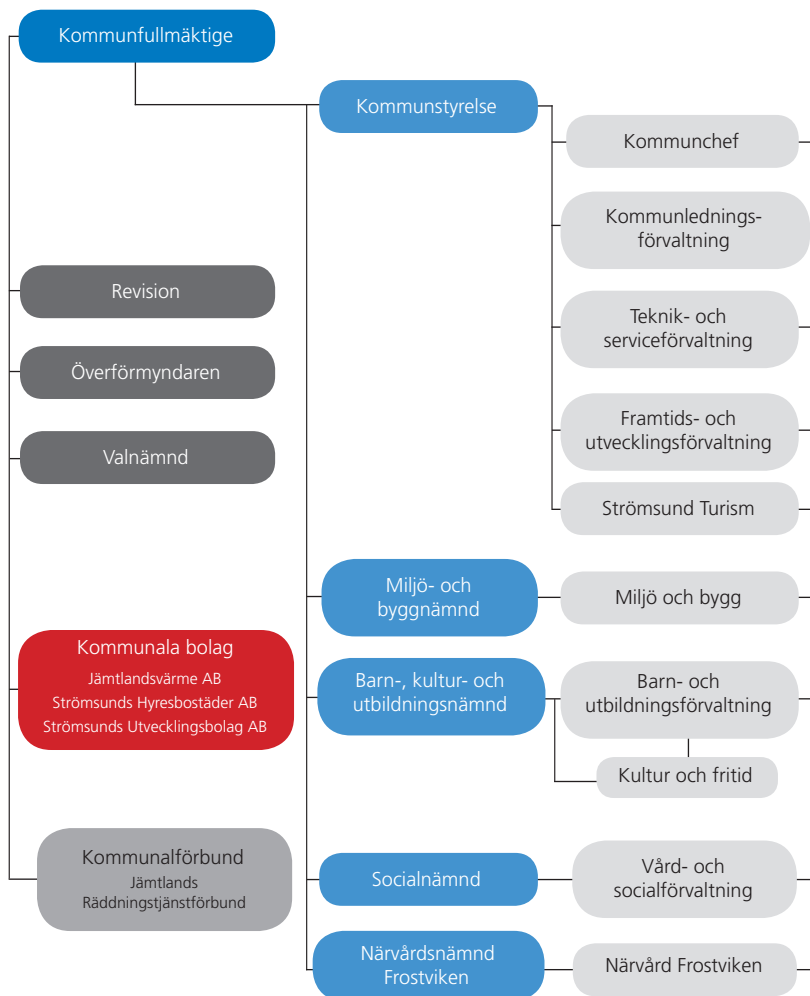 Kommunfullmäktige
Kommunstyrelse
Kommunchef
Kommunlednings-
förvaltning
Revision
Teknik- och
serviceförvaltning
Överförmyndaren
Framtids- och
utvecklingsförvaltning
Valnämnd
Strömsund Turism
Miljö- och
byggnämnd
Miljö och bygg
Kommunala bolag
Jämtlandsvärme AB
Strömsunds Hyresbostäder AB
Strömsunds Utvecklingsbolag AB
Barn-, kultur- och
utbildningsnämnd
Barn- och
utbildningsförvaltning
Kultur och fritid
Kommunalförbund
Jämtlands
Räddningstjänstförbund
Socialnämnd
Vård- och
socialförvaltning
Närvårdsnämnd
Frostviken
Närvård Frostviken